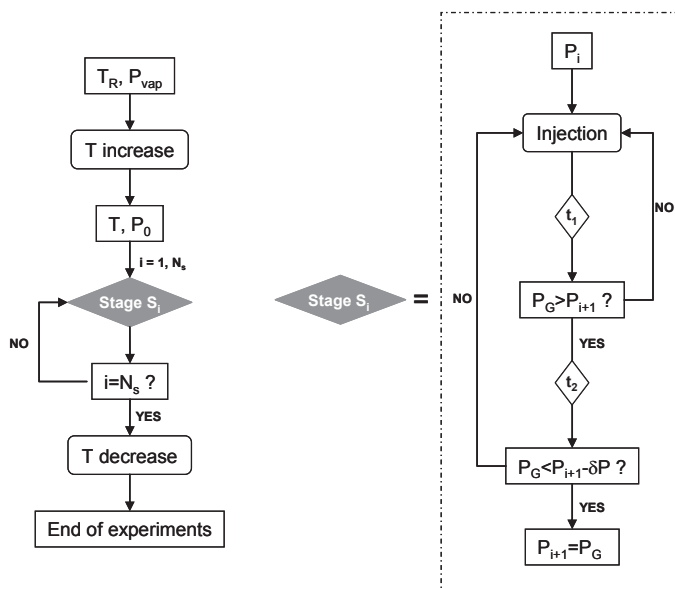 T_R, P_vap
T increase
T, P_0
i = 1, N_s
Stage S_i
NO
i=N_s ?
YES
T decrease
End of experiments
Stage S_i
=
P_i
Injection
t_1
NO
P_G>P_i+1 ?
NO
YES
t_2
P_G<P_i+1-δP ?
YES
P_i+1=P_G